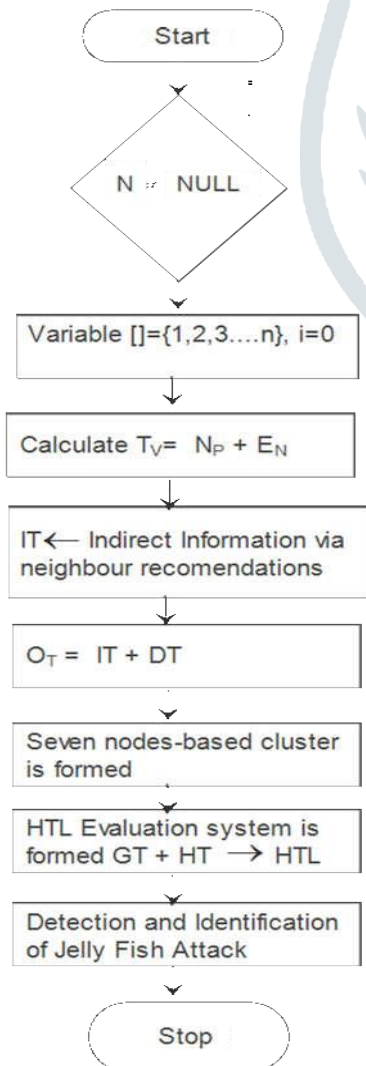 Start
N = NULL
Variable []={1,2,3....n}, i=0
Calculate Tᵥ= Nₚ + Eₙ
IT← Indirect Information via
neighbour recomendations
Oₜ = IT + DT
Seven nodes-based cluster
is formed
HTL Evaluation system is
formed GT + HT → HTL
Detection and Identification
of Jelly Fish Attack
Stop